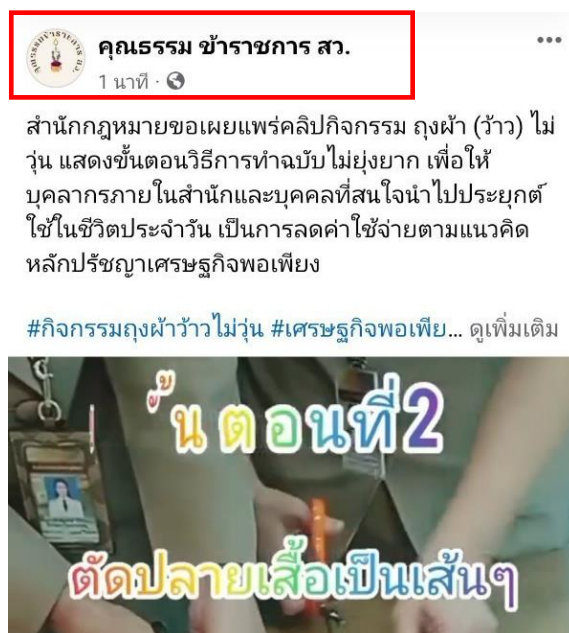 คุณธรรม ข้าราชการ สว.
1 นาที ·
สำนักกฎหมายขอเผยแพร่คลิปกิจกรรม ถุงผ้า (ว้าว) ไม่
วุ่น แสดงขั้นตอนวิธีการทำฉบับไม่ยุ่งยาก เพื่อให้
บุคลากรภายในสำนักและบุคคลที่สนใจนำไปประยุกต์
ใช้ในชีวิตประจำวัน เป็นการลดค่าใช้จ่ายตามแนวคิด
หลักปรัชญาเศรษฐกิจพอเพียง
#กิจกรรมถุงผ้าว้าวไม่วุ่น #เศรษฐกิจพอเพีย... ดูเพิ่มเติม
ขั้นตอนที่2
ตัดปลายเสื้อเป็นเส้นๆ